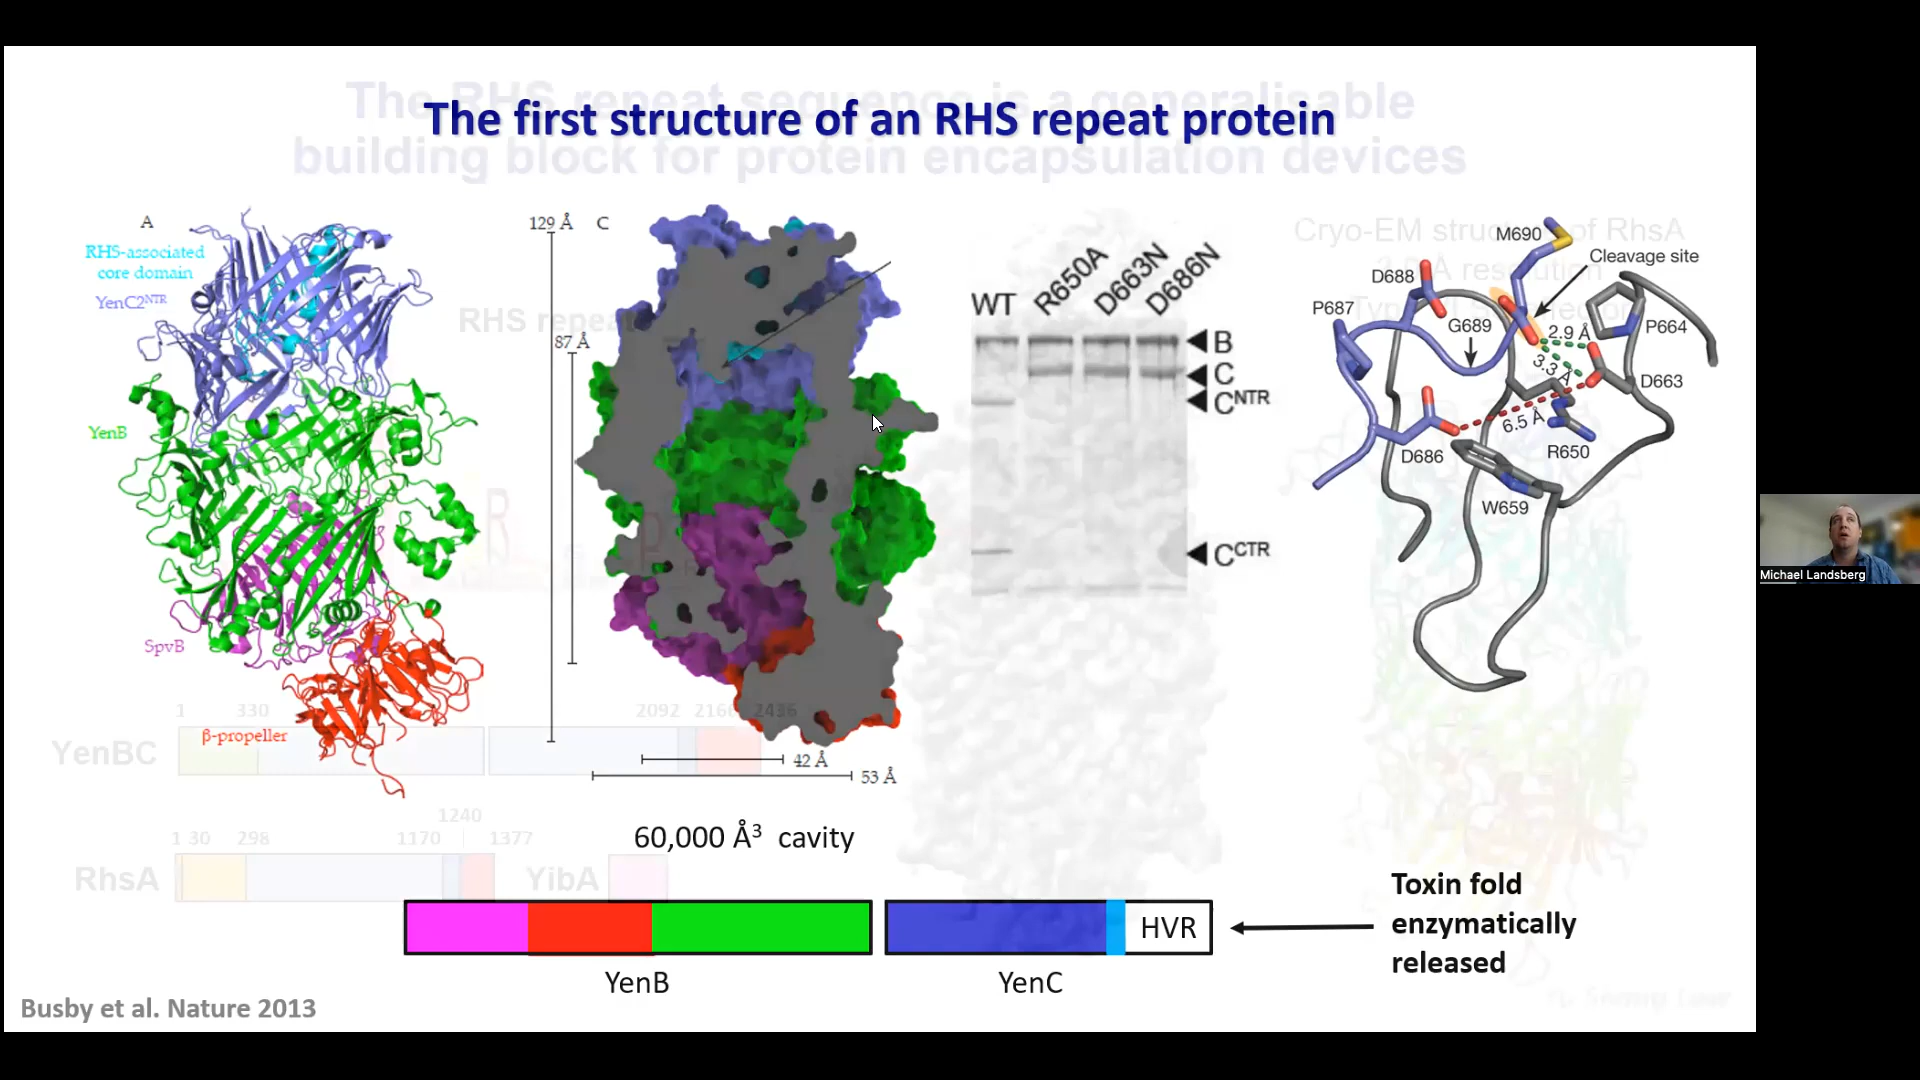 The RHS repeat sequence is a generalisable
building block for protein encapsulation devices
The first structure of an RHS repeat protein
A
RHS-associated
core domain
YenC2NTR
YenB
SpvB
β-propeller
129 Å
C
87 Å
42 Å
53 Å
60,000 Å³ cavity
RHS repeat
WT
R650A
D663N
D686N
B
C
CNTR
CCTR
Cryo-EM structure of RhsA
M690
Cleavage site
D688
P687
G689
2.9 Å
P664
3.3 Å
D663
6.5 Å
R650
D686
W659
1 330 2092 2166 2436
YenBC
1240
1 30 298 1170 1377
RhsA YibA
HVR
YenB
YenC
Toxin fold
enzymatically
released
Busby et al. Nature 2013
Michael Landsberg